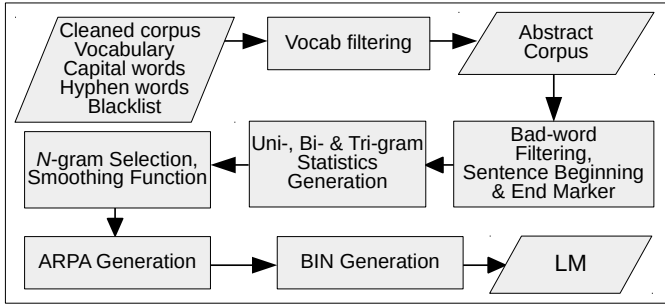 Cleaned corpus
Vocabulary
Capital words
Hyphen words
Blacklist
Vocab filtering
Abstract
Corpus
Bad-word
Filtering,
Sentence Beginning
& End Marker
Uni-, Bi- & Tri-gram
Statistics
Generation
N-gram Selection,
Smoothing Function
ARPA Generation
BIN Generation
LM